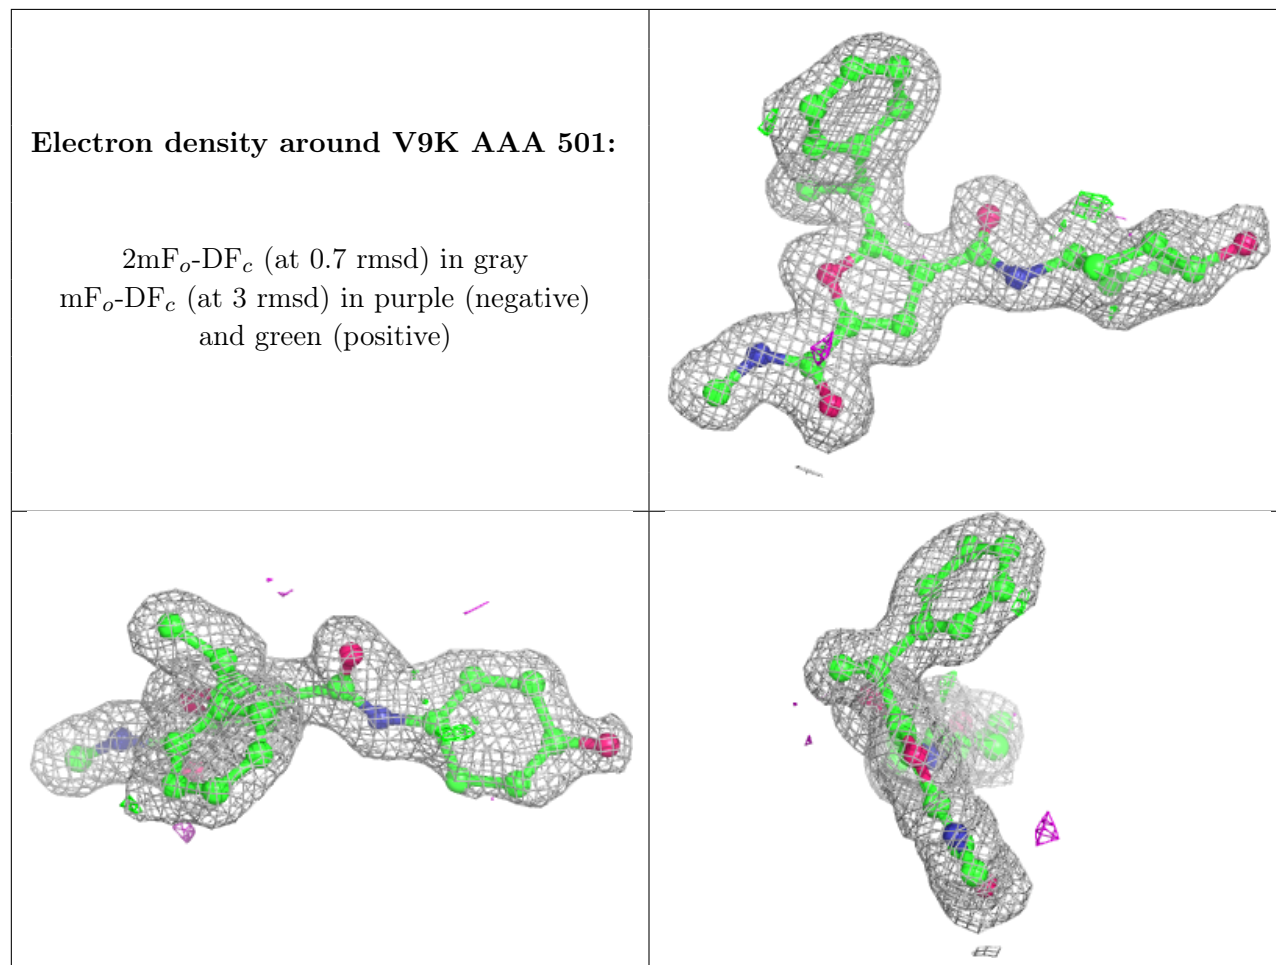 Electron density around V9K AAA 501:
2mFo-DFc (at 0.7 rmsd) in gray
mFo-DFc (at 3 rmsd) in purple (negative)
and green (positive)